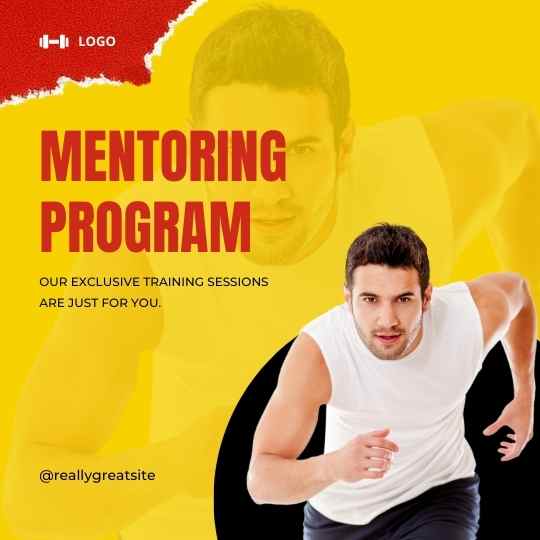 LOGO
MENTORING
PROGRAM
OUR EXCLUSIVE TRAINING SESSIONS
ARE JUST FOR YOU.
@reallygreatsite